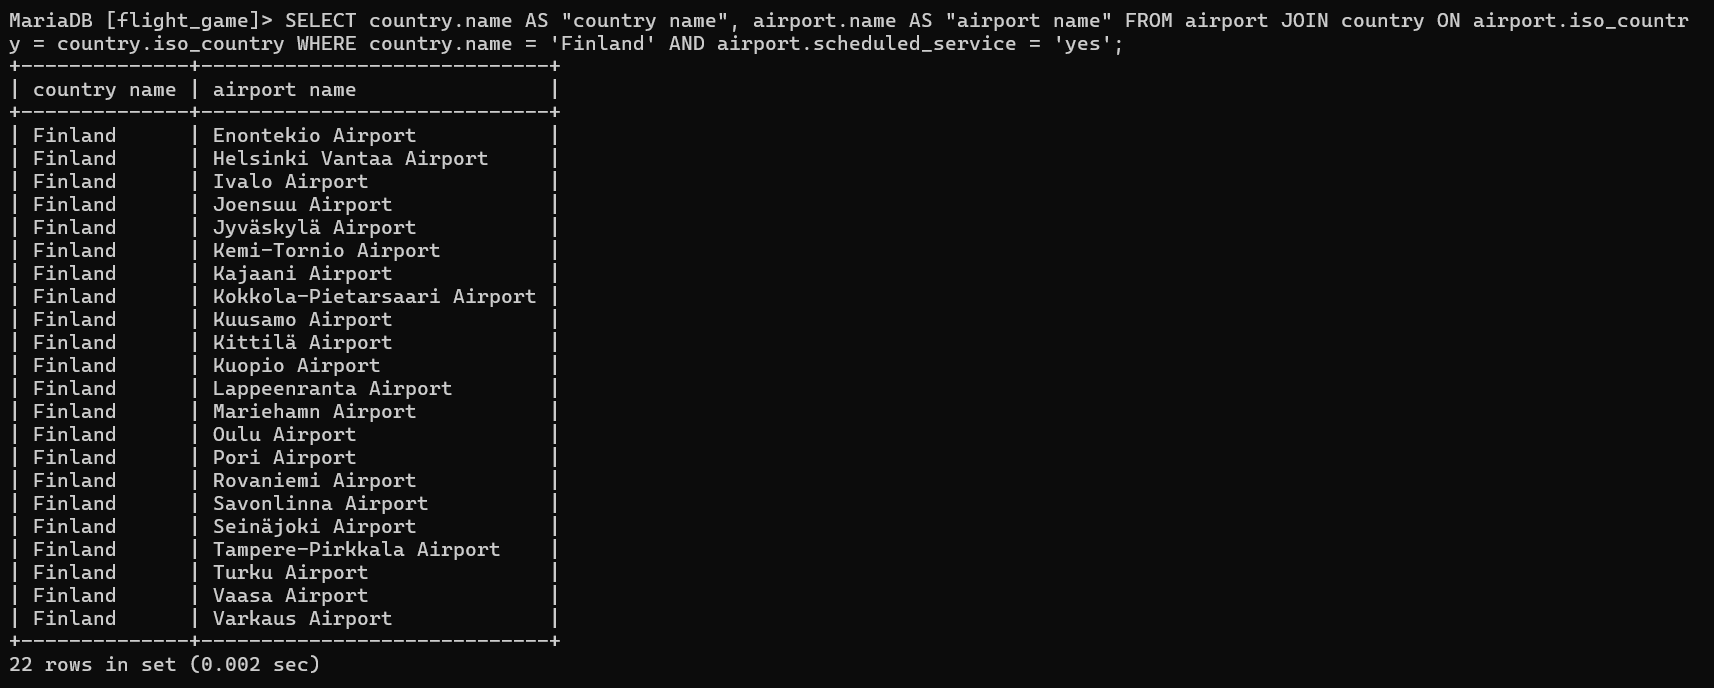 MariaDB [flight_game]> SELECT country.name AS "country name", airport.name AS "airport name" FROM airport JOIN country ON airport.iso_countr
y = country.iso_country WHERE country.name = 'Finland' AND airport.scheduled_service = 'yes';
+--------------+-----------------------------+
| country name | airport name                |
+--------------+-----------------------------+
| Finland      | Enontekio Airport           |
| Finland      | Helsinki Vantaa Airport     |
| Finland      | Ivalo Airport               |
| Finland      | Joensuu Airport             |
| Finland      | Jyväskylä Airport           |
| Finland      | Kemi-Tornio Airport         |
| Finland      | Kajaani Airport             |
| Finland      | Kokkola-Pietarsaari Airport |
| Finland      | Kuusamo Airport             |
| Finland      | Kittilä Airport             |
| Finland      | Kuopio Airport              |
| Finland      | Lappeenranta Airport        |
| Finland      | Mariehamn Airport           |
| Finland      | Oulu Airport                |
| Finland      | Pori Airport                |
| Finland      | Rovaniemi Airport           |
| Finland      | Savonlinna Airport          |
| Finland      | Seinäjoki Airport           |
| Finland      | Tampere-Pirkkala Airport    |
| Finland      | Turku Airport               |
| Finland      | Vaasa Airport               |
| Finland      | Varkaus Airport             |
+--------------+-----------------------------+
22 rows in set (0.002 sec)